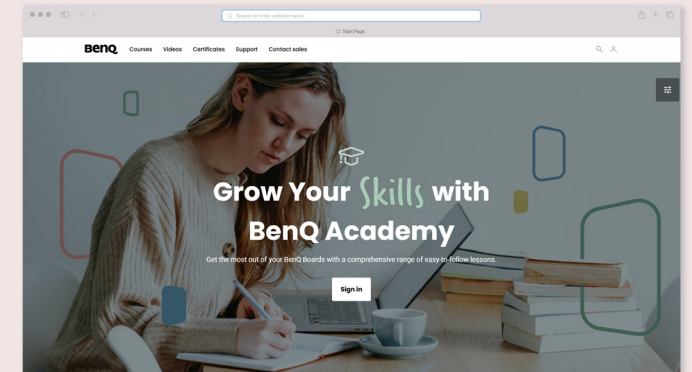 Search or enter website name
Start Page
BenQ Courses Videos Certificates Support Contact sales
Grow Your Skills with
BenQ Academy
Get the most out of your BenQ Boards with a comprehensive range of easy-to-follow lessons.
Sign in